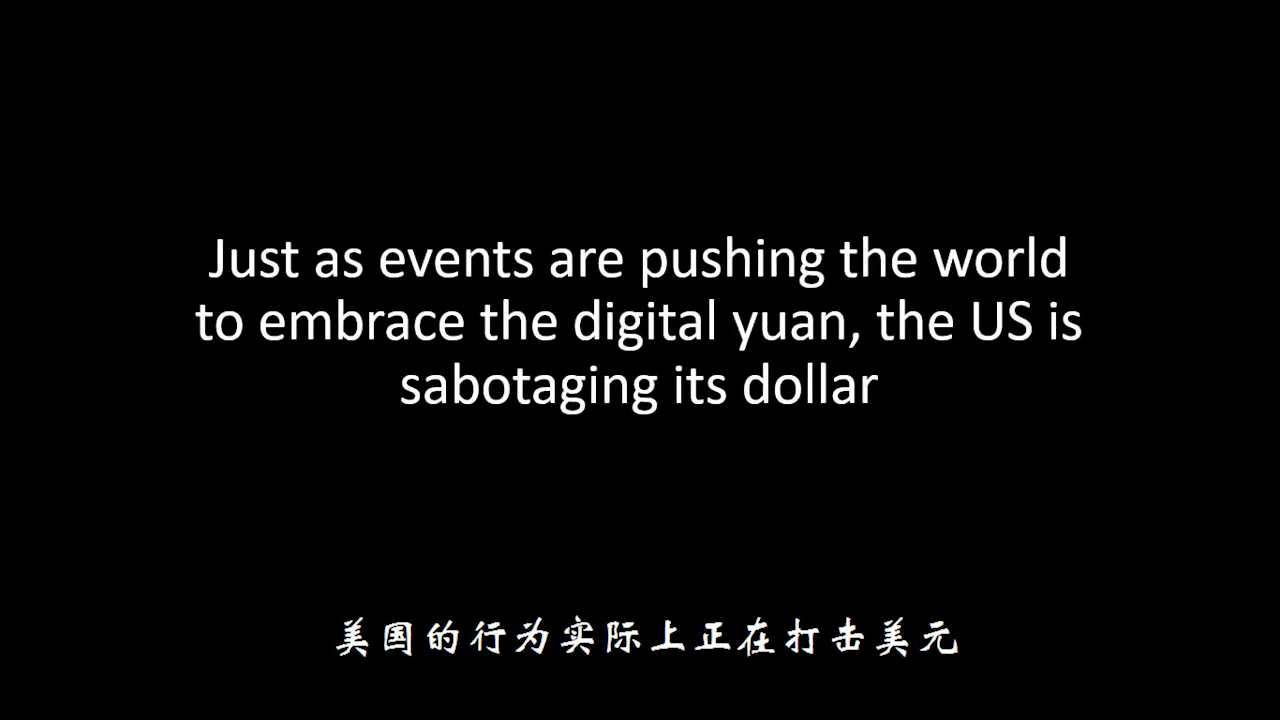 Just as events are pushing the world
to embrace the digital yuan, the US is
sabotaging its dollar
美国的行为实际上正在打击美元